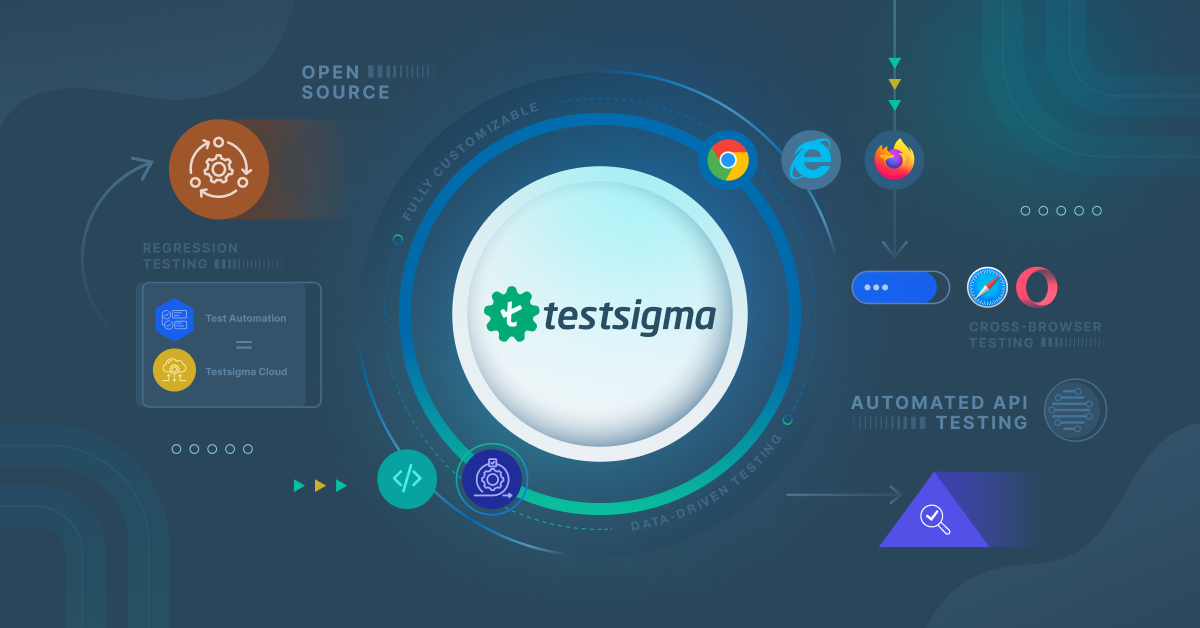 OPEN
SOURCE
FULLY CUSTOMIZABLE
REGRESSION
TESTING
Test Automation
=
Testsigma Cloud
testsigma
CROSS-BROWSER
TESTING
AUTOMATED API
TESTING
DATA-DRIVEN TESTING